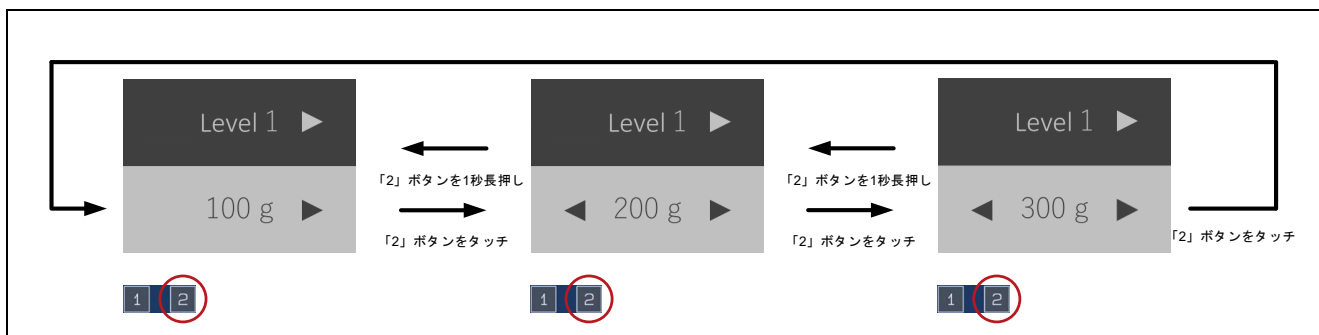 Level 1 ▶
100 g ▶
1 2
「2」ボタンを1秒長押し
「2」ボタンをタッチ
Level 1 ▶
◀ 200 g ▶
1 2
「2」ボタンを1秒長押し
「2」ボタンをタッチ
Level 1 ▶
◀ 300 g ▶
1 2
「2」ボタンをタッチ